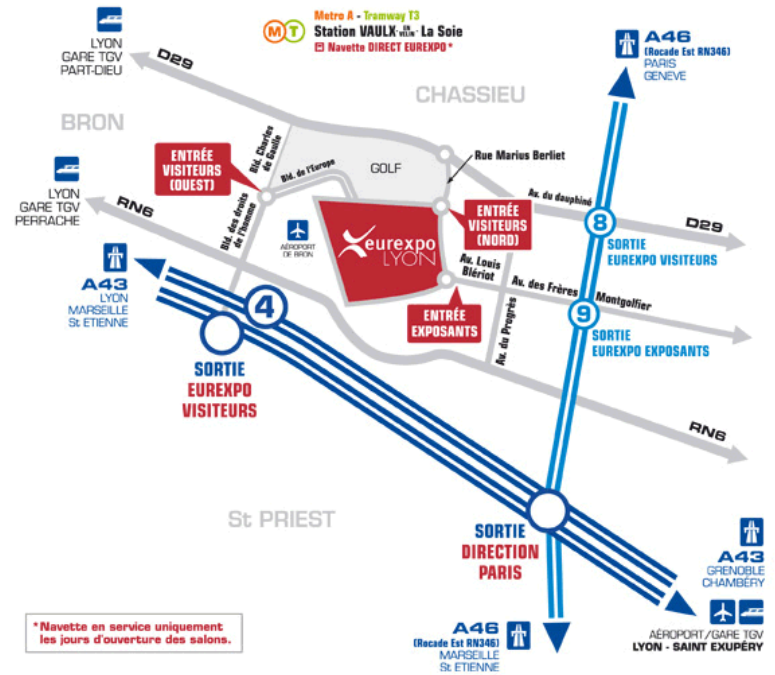 Metro A - Tramway T3
M T Station VAULX-EN-VELIN- La Soie
Navette DIRECT EUREXPO *
LYON
GARE TGV
PART-DIEU
D29
A46
(Rocade Est RN346)
PARIS
GENEVE
CHASSIEU
BRON
Bld. Charles
de Gaulle
ENTRÉE
VISITEURS
(OUEST)
Bld. de l'Europe
GOLF
Rue Marius Berliet
LYON
GARE TGV
PERRACHE
RN6
Bld. des droits
de l'homme
AÉROPORT
DE BRON
eurexpo
LYON
ENTRÉE
VISITEURS
(NORD)
Av. du dauphiné
8
D29
SORTIE
EUREXPO VISITEURS
A43
LYON
MARSEILLE
St ETIENNE
Av. Louis
Blériot
Av. des Frères Montgolfier
4
ENTRÉE
EXPOSANTS
Av. du Progrès
9
SORTIE
EUREXPO EXPOSANTS
SORTIE
EUREXPO
VISITEURS
RN6
St PRIEST
SORTIE
DIRECTION
PARIS
A43
GRENOBLE
CHAMBÉRY
AÉROPORT/GARE TGV
LYON - SAINT EXUPÉRY
A46
(Rocade Est RN346)
MARSEILLE
St ETIENNE
*Navette en service uniquement
les jours d'ouverture des salons.